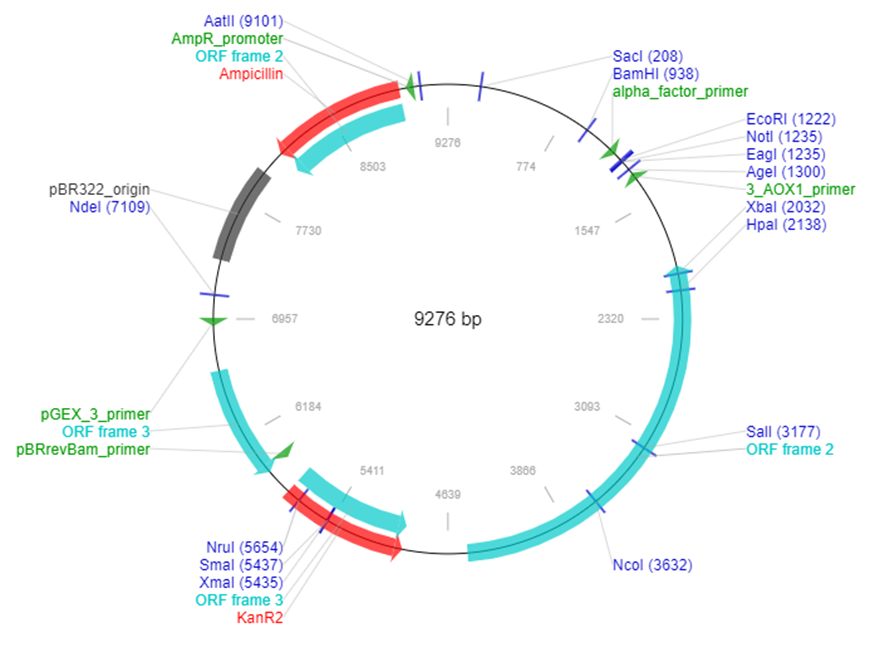 AatII (9101)
AmpR_promoter
ORF frame 2
Ampicillin
SacI (208)
BamHI (938)
alpha_factor_primer
EcoRI (1222)
NotI (1235)
EagI (1235)
AgeI (1300)
3_AOX1_primer
XbaI (2032)
HpaI (2138)
9276
774
8503
pBR322_origin
NdeI (7109)
7730
1547
6957
9276 bp
2320
6184
3093
pGEX_3_primer
ORF frame 3
pBRrevBam_primer
SalI (3177)
ORF frame 2
5411
3866
4639
NruI (5654)
SmaI (5437)
XmaI (5435)
ORF frame 3
KanR2
NcoI (3632)